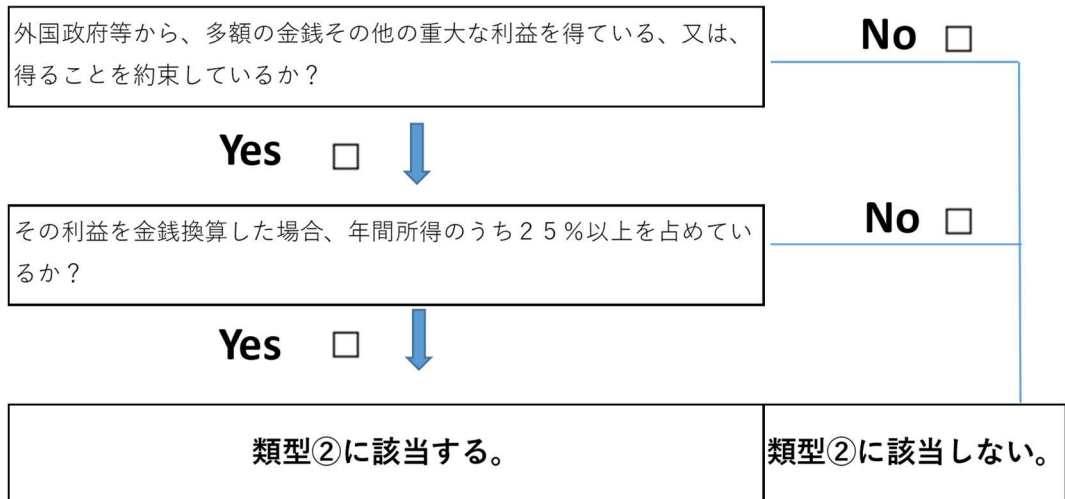 外国政府等から、多額の金銭その他の重大な利益を得ている、又は、
得ることを約束しているか？
No □
Yes □
その利益を金銭換算した場合、年間所得のうち２５％以上を占めてい
るか？
No □
Yes □
類型②に該当する。
類型②に該当しない。